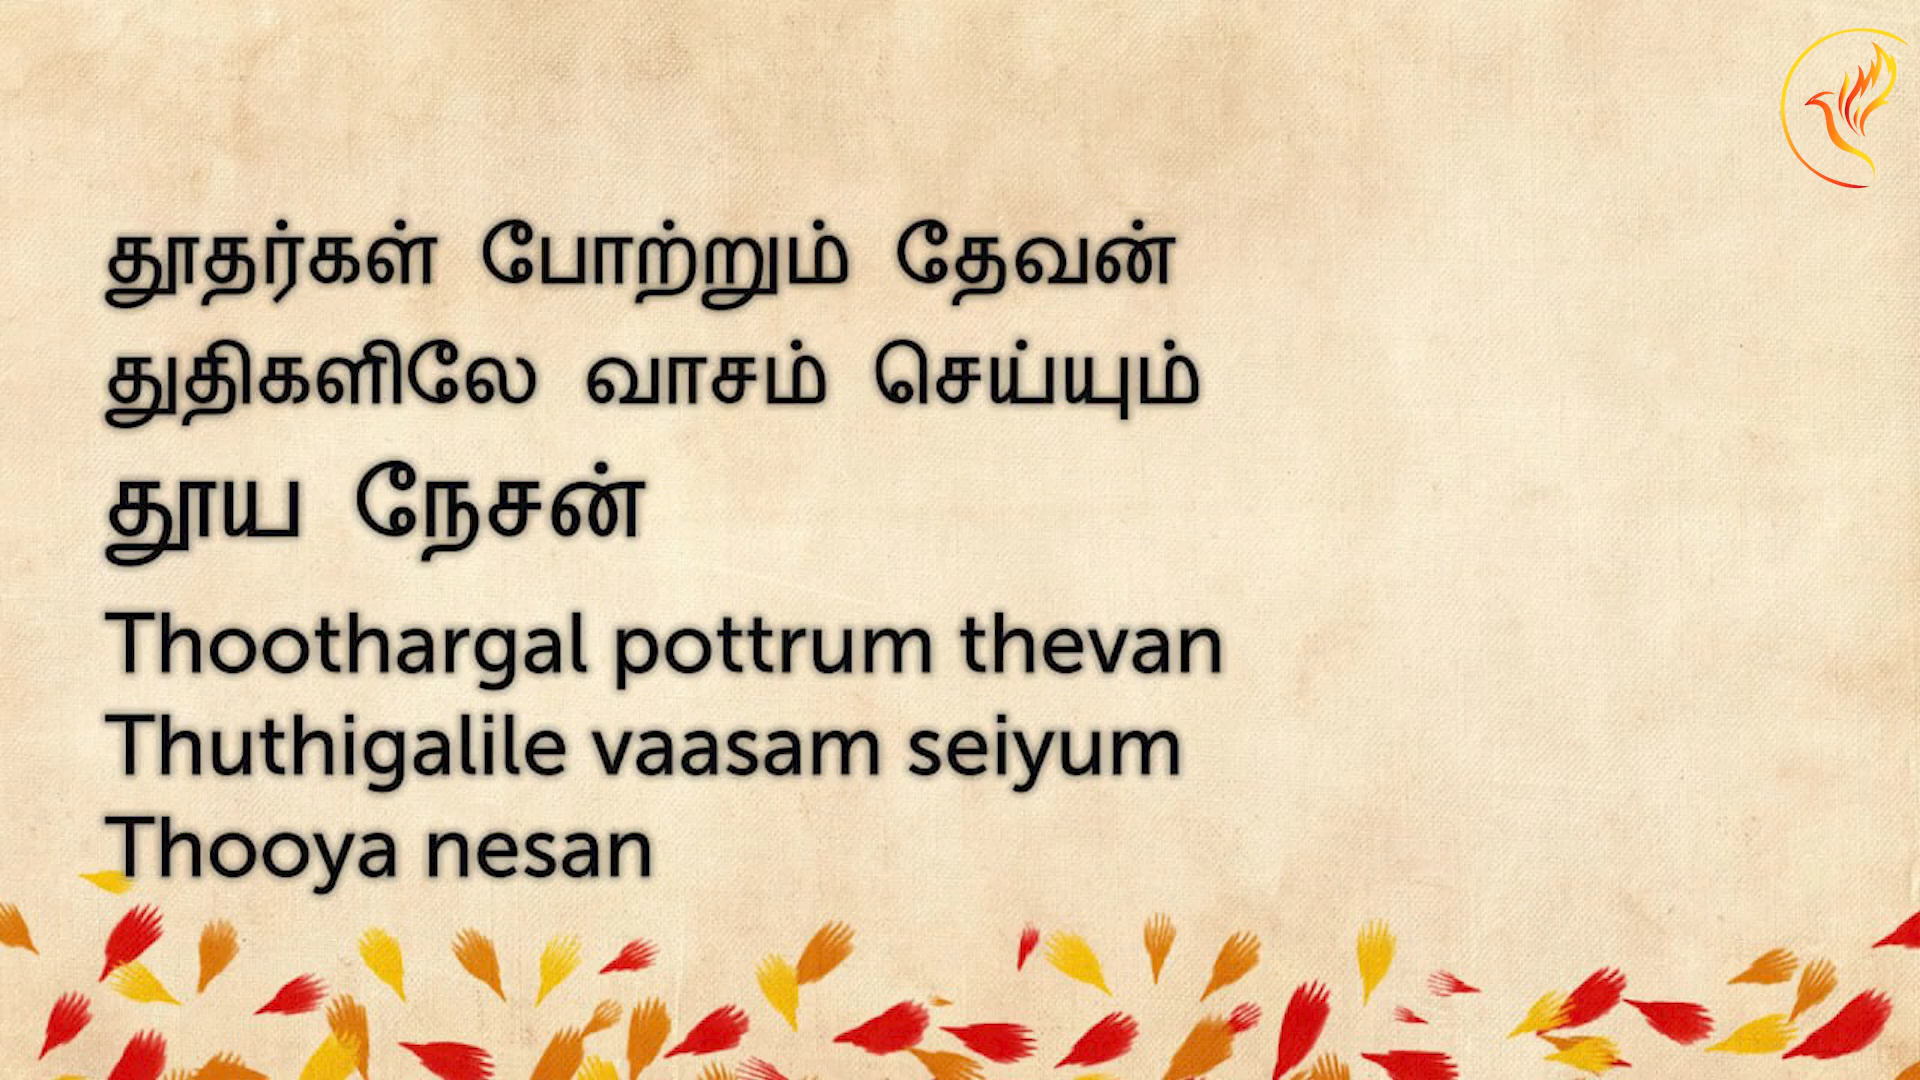 தூதர்கள் போற்றும் தேவன்
துதிகளிலே வாசம் செய்யும்
தூய நேசன்
Thoothargal pottrum thevan
Thuthigalile vaasam seiyum
Thooya nesan